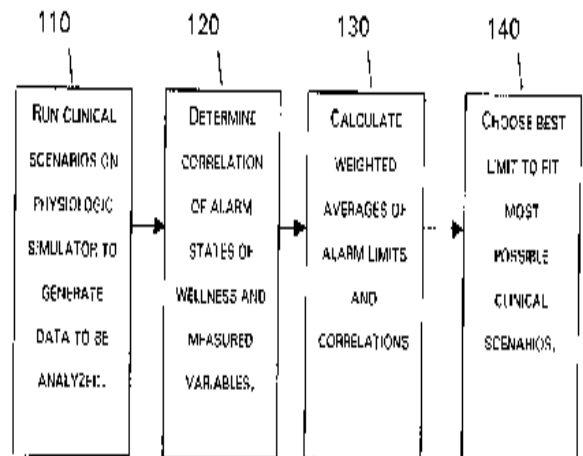 110
RUN CLINICAL
SCENARIOS ON
PHYSIOLOGIC
SIMULATOR TO
GENERATE
DATA TO BE
ANALYZED.
120
DETERMINE
CORRELATION
OF ALARM
STATES OF
WELLNESS AND
MEASURED
VARIABLES.
130
CALCULATE
WEIGHTED
AVERAGES OF
ALARM LIMITS
AND
CORRELATIONS
140
CHOOSE BEST
LIMIT TO FIT
MOST
POSSIBLE
CLINICAL
SCENARIOS.